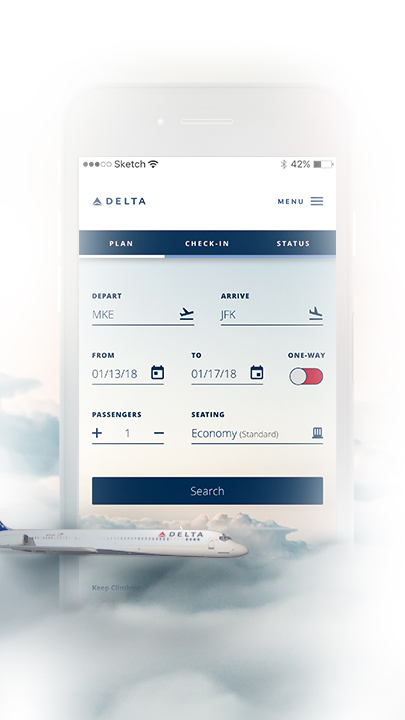 Sketch 42%
DELTA MENU
PLAN CHECK-IN STATUS
DEPART ARRIVE
MKE JFK
FROM TO ONE-WAY
01/13/18 01/17/18
PASSENGERS SEATING
1 Economy (Standard)
Search
DELTA
Keep Climbing